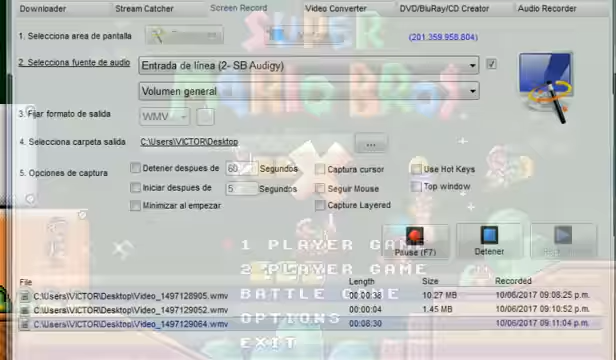 Downloader Stream Catcher Screen Record Video Converter DVD/BluRay/CD Creator Audio Recorder
1. Selecciona area de pantalla (201,359,958,804)
SUPER
2. Selecciona fuente de audio Entrada de línea (2- SB Audigy)
Volumen general
MARIO BROS.
3. Fijar formato de salida WMV
4. Selecciona carpeta salida C:\Users\VICTOR\Desktop ...
5. Opciones de captura Detener despues de 60 Segundos Captura cursor Use Hot Keys
Iniciar despues de 5 Segundos Seguir Mouse Top window
Minimizar al empezar Capture Layered
X
Pause (F7) Detener
1 PLAYER GAME
2 PLAYER GAME
BATTLE GAME
OPTIONS
EXIT
File Length Size Recorded
C:\Users\VICTOR\Desktop\Video_1497128905.wmv 00:00:38 10.27 MB 10/06/2017 09:08:25 p.m.
C:\Users\VICTOR\Desktop\Video_1497129052.wmv 00:00:04 1.45 MB 10/06/2017 09:10:52 p.m.
C:\Users\VICTOR\Desktop\Video_1497129064.wmv 00:08:30 10/06/2017 09:11:04 p.m.